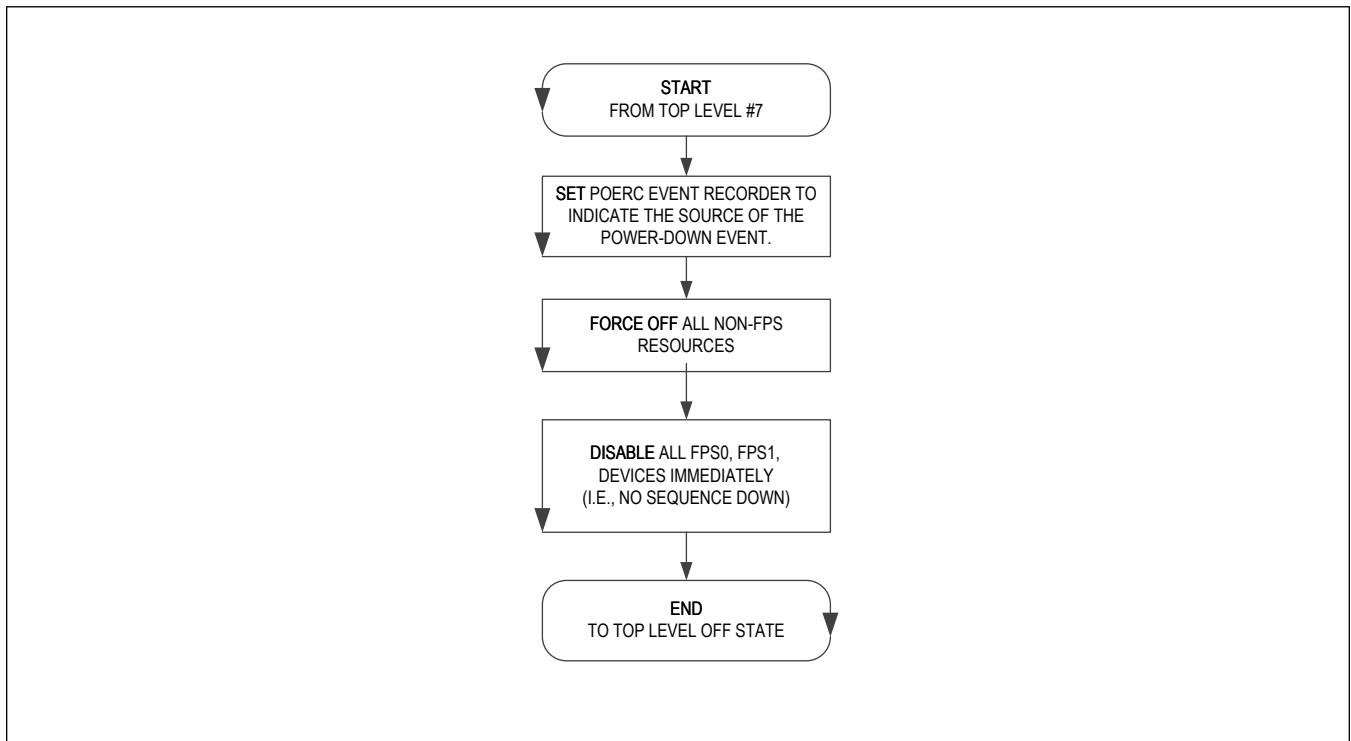 START
FROM TOP LEVEL #7
SET POERC EVENT RECORDER TO
INDICATE THE SOURCE OF THE
POWER-DOWN EVENT.
FORCE OFF ALL NON-FPS
RESOURCES
DISABLE ALL FPS0, FPS1,
DEVICES IMMEDIATELY
(I.E., NO SEQUENCE DOWN)
END
TO TOP LEVEL OFF STATE